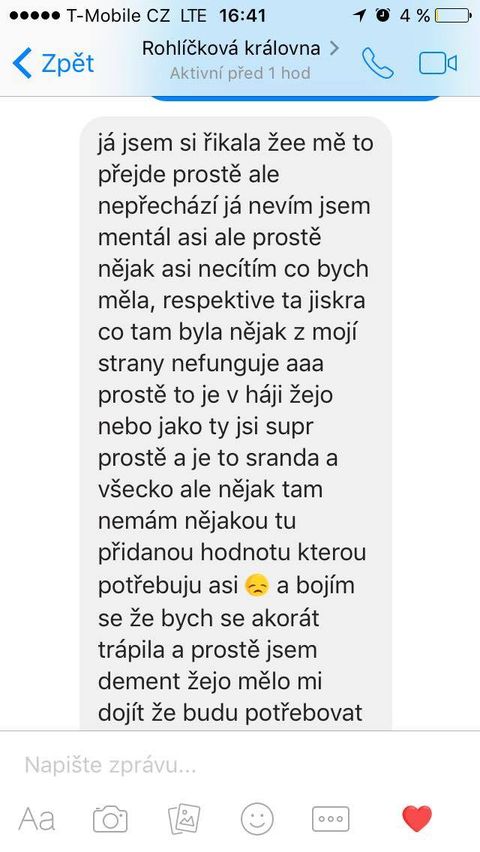 T-Mobile CZ LTE 16:41 4 %
Zpět
Rohlíčková královna
Aktivní před 1 hod
já jsem si řikala žee mě to
přejde prostě ale
nepřechází já nevím jsem
mentál asi ale prostě
nějak asi necítím co bych
měla, respektive ta jiskra
co tam byla nějak z mojí
strany nefunguje aaa
prostě to je v háji žejo
nebo jako ty jsi supr
prostě a je to sranda a
všecko ale nějak tam
nemám nějakou tu
přidanou hodnotu kterou
potřebuju asi 😞 a bojím
se že bych se akorát
trápila a prostě jsem
dement žejo mělo mi
dojít že budu potřebovat
Napište zprávu...
Aa